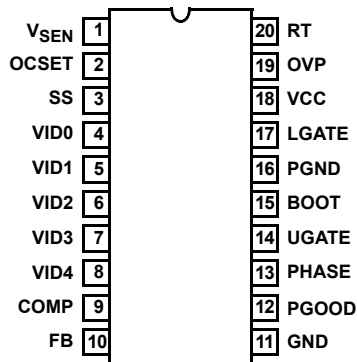 VSEN 1 20 RT
OCSET 2 19 OVP
SS 3 18 VCC
VID0 4 17 LGATE
VID1 5 16 PGND
VID2 6 15 BOOT
VID3 7 14 UGATE
VID4 8 13 PHASE
COMP 9 12 PGOOD
FB 10 11 GND